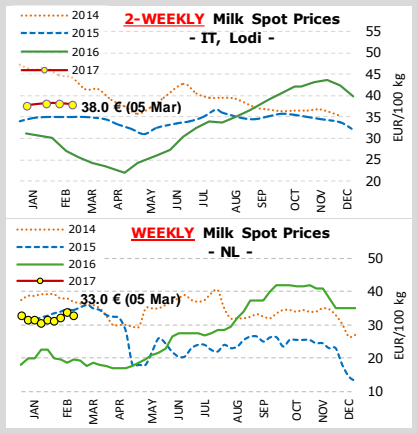 2-WEEKLY Milk Spot Prices
- IT, Lodi -
2014
2015
2016
2017
38.0 € (05 Mar)
55
50
45
40
35
30
25
20
EUR/100 kg
JAN
FEB
MAR
APR
MAY
JUN
JUL
AUG
SEP
OCT
NOV
DEC
WEEKLY Milk Spot Prices
- NL -
2014
2015
2016
2017
33.0 € (05 Mar)
50
40
30
20
10
EUR/100 kg
JAN
FEB
MAR
APR
MAY
JUN
JUL
AUG
SEP
OCT
NOV
DEC